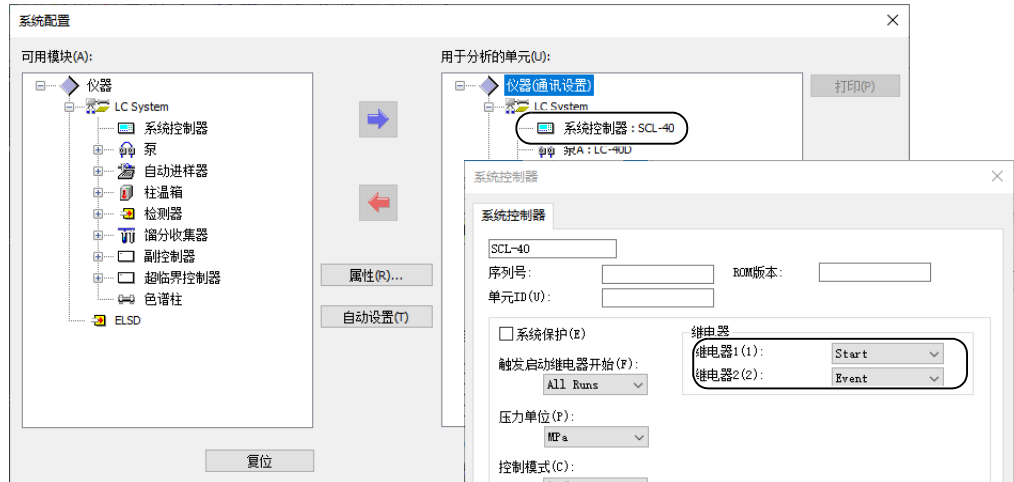 系统配置
可用模块(A):
仪器
LC System
系统控制器
泵
自动进样器
柱温箱
检测器
馏分收集器
副控制器
超临界控制器
色谱柱
ELSD
复位
属性(R)...
自动设置(T)
用于分析的单元(U):
仪器(通讯设置)
LC System
系统控制器：SCL-40
泵A：LC-40D
打印(P)
系统控制器
系统控制器
SCL-40
序列号:
ROM版本:
单元ID(U):
系统保护(E)
触发启动继电器开始(F):
All Runs
压力单位(P):
MPa
控制模式(C):
继电器
继电器1(1):
Start
继电器2(2):
Event